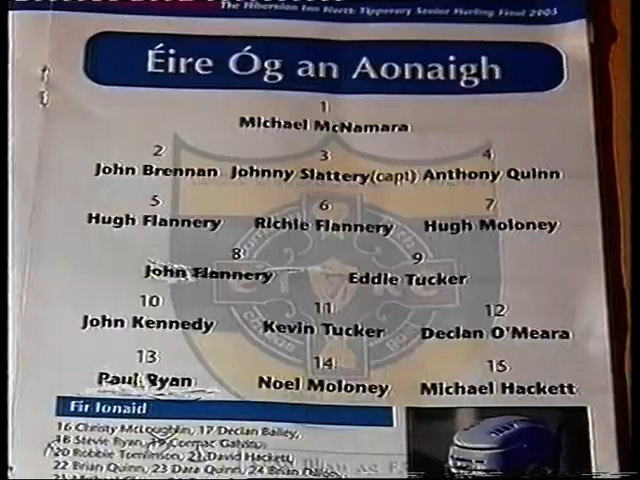 The Hibernian Inn North Tipperary Senior Hurling Final 2005
Éire Óg an Aonaigh
1
Michael McNamara
2 3 4
John Brennan Johnny Slattery(capt) Anthony Quinn
5 6 7
Hugh Flannery Richie Flannery Hugh Moloney
8 9
John Flannery Eddie Tucker
10 11 12
John Kennedy Kevin Tucker Declan O'Meara
13 14 15
Paul Ryan Noel Moloney Michael Hackett
Fir Ionaid
16 Christy McLoughlin, 17 Declan Bailey,
18 Stevie Ryan, 19 Cormac Galvin,
20 Robbie Tomlinson, 21 David Hackett,
22 Brian Quinn, 23 Dara Quinn, 24 Brian